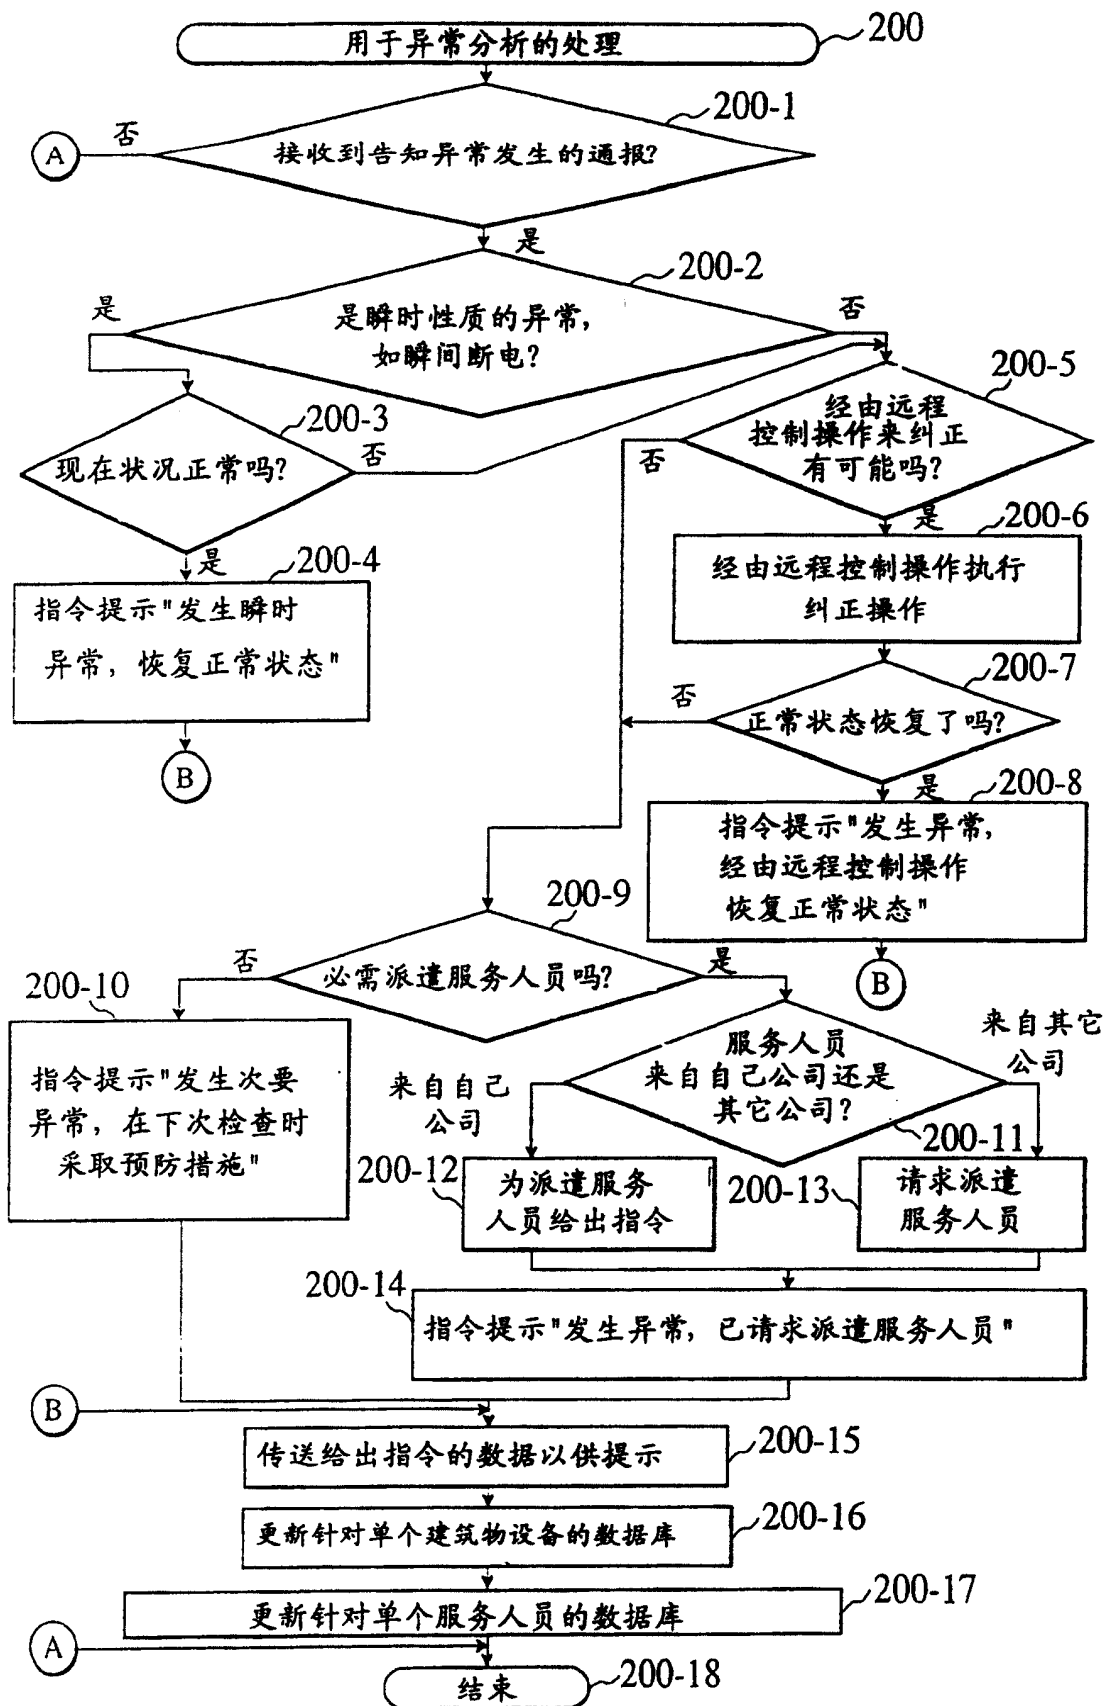 用于异常分析的处理
200
200-1
否
A
接收到告知异常发生的通报?
是
200-2
是
是瞬时性质的异常,
如瞬间断电?
否
200-3
现在状况正常吗?
否
200-5
经由远程
控制操作来纠正
有可能吗?
否
是
200-4
指令提示"发生瞬时
异常, 恢复正常状态"
B
是
200-6
经由远程控制操作执行
纠正操作
200-7
否
正常状态恢复了吗?
是
200-8
指令提示"发生异常,
经由远程控制操作
恢复正常状态"
B
200-9
否
必需派遣服务人员吗?
是
200-10
指令提示"发生次要
异常, 在下次检查时
采取预防措施"
服务人员
来自自己公司还是
其它公司?
来自其它
公司
来自自己
公司
200-11
200-12
为派遣服务
人员给出指令
200-13
请求派遣
服务人员
200-14
指令提示"发生异常, 已请求派遣服务人员"
B
传送给出指令的数据以供提示
200-15
更新针对单个建筑物设备的数据库
200-16
更新针对单个服务人员的数据库
200-17
A
结束
200-18